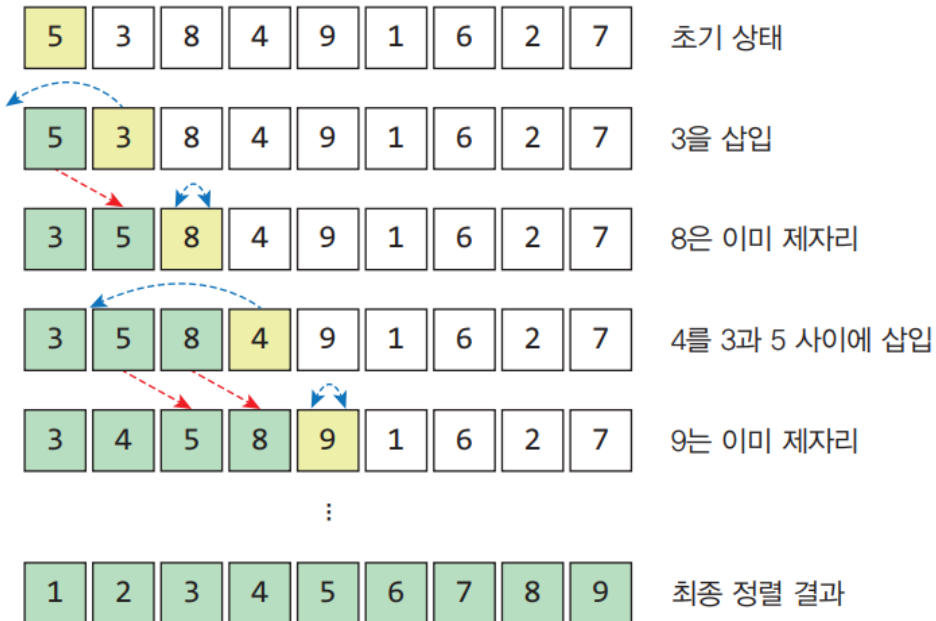 5 3 8 4 9 1 6 2 7 초기 상태
5 3 8 4 9 1 6 2 7 3을 삽입
3 5 8 4 9 1 6 2 7 8은 이미 제자리
3 5 8 4 9 1 6 2 7 4를 3과 5 사이에 삽입
3 4 5 8 9 1 6 2 7 9는 이미 제자리
⋮
1 2 3 4 5 6 7 8 9 최종 정렬 결과